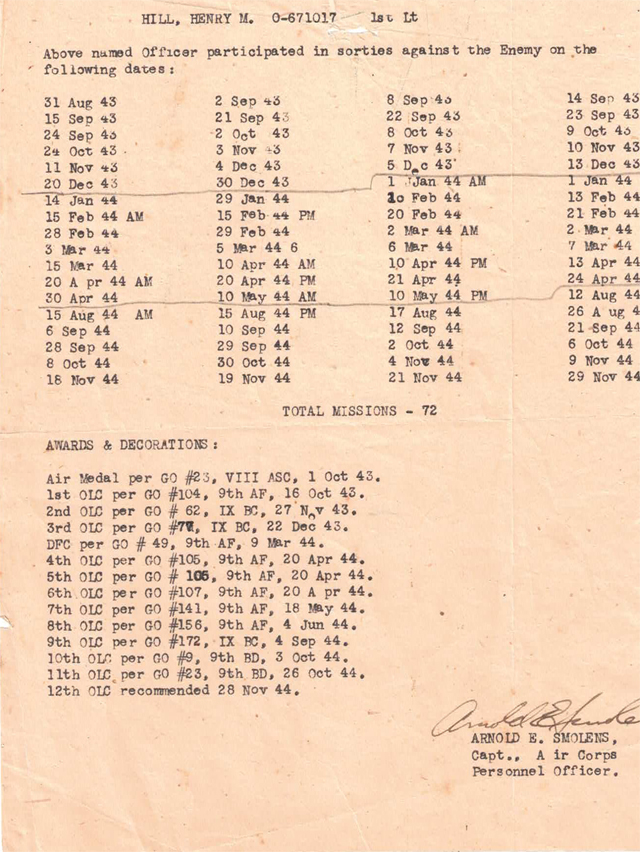 HILL, HENRY M. O-671017 1st Lt
Above named Officer participated in sorties against the Enemy on the
following dates:
31 Aug 43 2 Sep 43 8 Sep 43 14 Sep 43
15 Sep 43 21 Sep 43 22 Sep 43 23 Sep 43
24 Sep 43 2 Oct 43 8 Oct 43 9 Oct 43
24 Oct 43 3 Nov 43 7 Nov 43 10 Nov 43
11 Nov 43 4 Dec 43 5 Dec 43 13 Dec 43
20 Dec 43 30 Dec 43 1 Jan 44 AM 1 Jan 44
14 Jan 44 29 Jan 44 10 Feb 44 13 Feb 44
15 Feb 44 AM 15 Feb 44 PM 20 Feb 44 21 Feb 44
28 Feb 44 29 Feb 44 2 Mar 44 AM 2 Mar 44
3 Mar 44 5 Mar 44 6 6 Mar 44 7 Mar 44
15 Mar 44 10 Apr 44 AM 10 Apr 44 PM 13 Apr 44
20 A pr 44 AM 20 Apr 44 PM 21 Apr 44 24 Apr 44
30 Apr 44 10 May 44 AM 10 May 44 PM 12 Aug 44
15 Aug 44 AM 15 Aug 44 PM 17 Aug 44 26 A ug 4
6 Sep 44 10 Sep 44 12 Sep 44 21 Sep 44
28 Sep 44 29 Sep 44 2 Oct 44 6 Oct 44
8 Oct 44 30 Oct 44 4 Nov 44 9 Nov 44
18 Nov 44 19 Nov 44 21 Nov 44 29 Nov 44
TOTAL MISSIONS - 72
AWARDS & DECORATIONS:
Air Medal per GO #23, VIII ASC, 1 Oct 43.
1st OLC per GO #104, 9th AF, 16 Oct 43.
2nd OLC per GO # 62, IX BC, 27 Nov 43.
3rd OLC per GO #77, IX BC, 22 Dec 43.
DFC per GO # 49, 9th AF, 9 Mar 44.
4th OLC per GO #105, 9th AF, 20 Apr 44.
5th OLC per GO # 105, 9th AF, 20 Apr 44.
6th OLC per GO #107, 9th AF, 20 A pr 44.
7th OLC per GO #141, 9th AF, 18 May 44.
8th OLC per GO #156, 9th AF, 4 Jun 44.
9th OLC per GO #172, IX BC, 4 Sep 44.
10th OLC per GO #9, 9th BD, 3 Oct 44.
11th OLC per GO #23, 9th BD, 26 Oct 44.
12th OLC recommended 28 Nov 44.
Arnold E
ARNOLD E. SMOLENS,
Capt., A ir Corps
Personnel Officer.